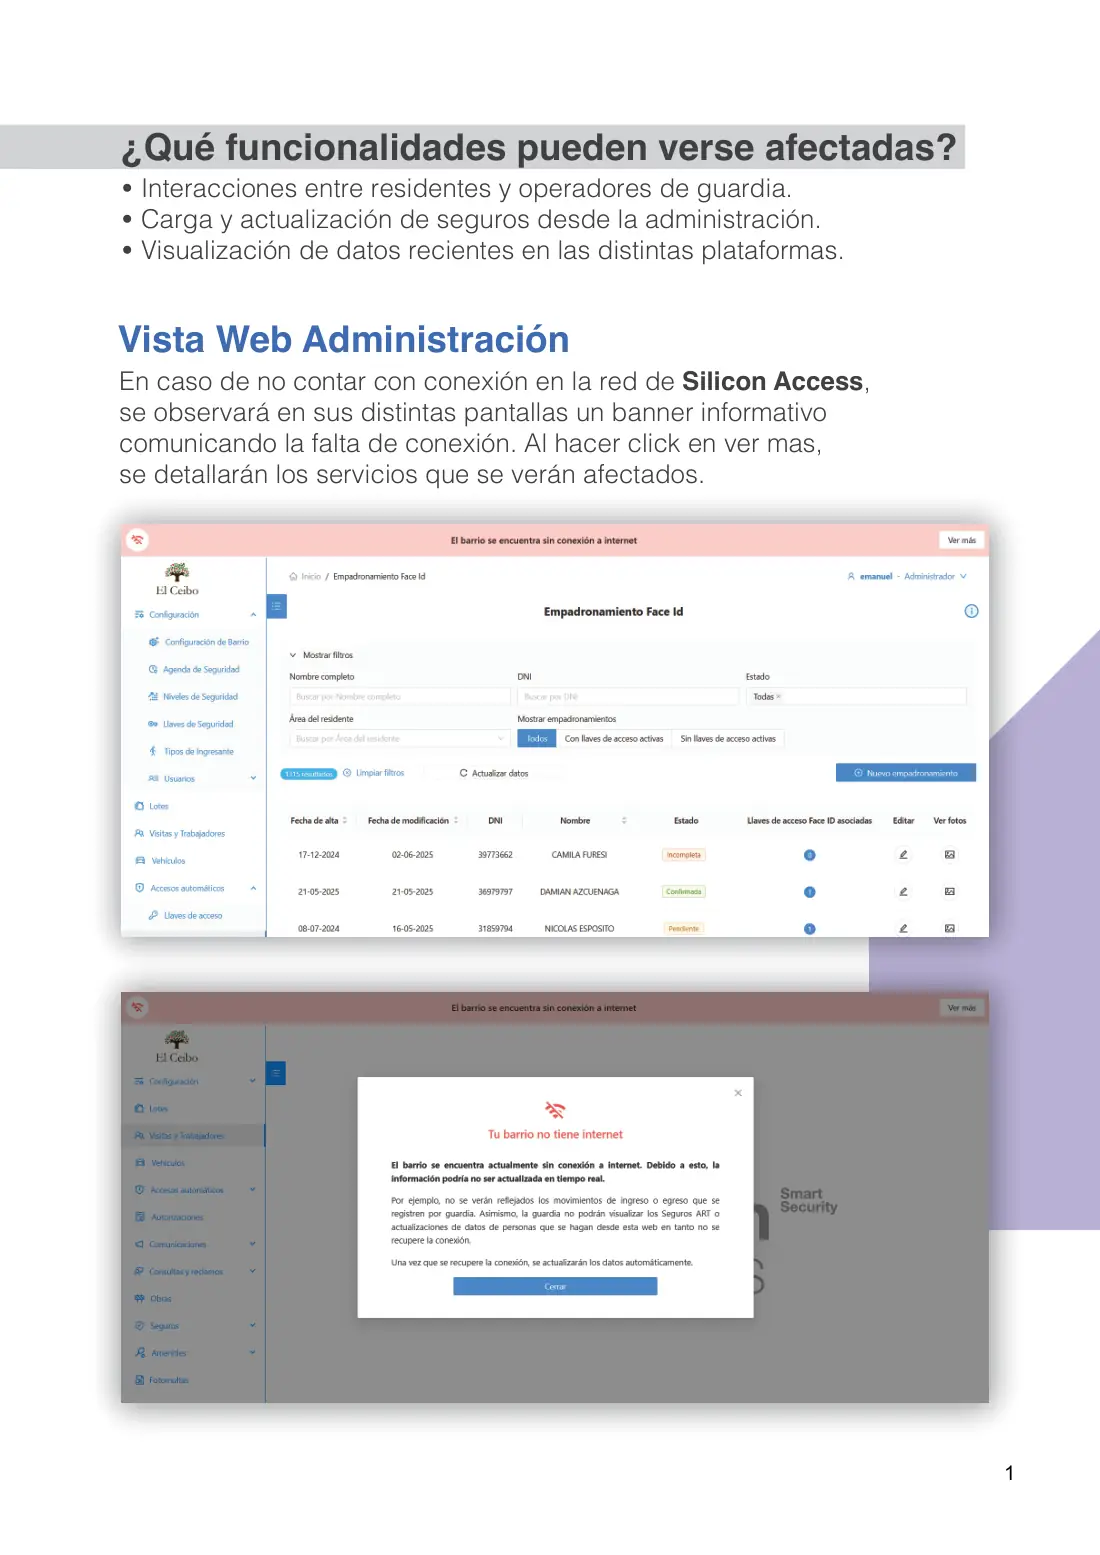 ¿Qué funcionalidades pueden verse afectadas?
• Interacciones entre residentes y operadores de guardia.
• Carga y actualización de seguros desde la administración.
• Visualización de datos recientes en las distintas plataformas.
Vista Web Administración
En caso de no contar con conexión en la red de Silicon Access,
se observará en sus distintas pantallas un banner informativo
comunicando la falta de conexión. Al hacer click en ver mas,
se detallarán los servicios que se verán afectados.
El barrio se encuentra sin conexión a internet
Ver más
El Ceibo
Inicio / Empadronamiento Face Id
emanuel - Administrador
Configuración
Empadronamiento Face Id
Configuración de Barrio
Agenda de Seguridad
Niveles de Seguridad
Llaves de Seguridad
Tipos de Ingresante
Usuarios
Lotes
Visitas y Trabajadores
Vehículos
Accesos automáticos
Llaves de acceso
Mostrar filtros
Nombre completo DNI Estado
Buscar por Nombre completo Buscar por DNI Todas ×
Área del residente Mostrar empadronamientos
Buscar por Área del residente Todos Con llaves de acceso activas Sin llaves de acceso activas
1115 resultados Limpiar filtros Actualizar datos Nuevo empadronamiento
Fecha de alta Fecha de modificación DNI Nombre Estado Llaves de acceso Face ID asociadas Editar Ver fotos
17-12-2024 02-06-2025 39773662 CAMILA FURESI Incompleta
21-05-2025 21-05-2025 36979797 DAMIAN AZCUENAGA Confirmada 1
08-07-2024 16-05-2025 31859794 NICOLAS ESPOSITO Pendiente 1
El barrio se encuentra sin conexión a internet
Ver más
El Ceibo
Configuración
Lotes
Visitas y Trabajadores
Vehículos
Accesos automáticos
Autorizaciones
Comunicaciones
Consultas y reclamos
Obras
Seguros
Amenities
Fotomultas
Tu barrio no tiene internet
El barrio se encuentra actualmente sin conexión a internet. Debido a esto, la
información podría no ser actualizada en tiempo real.
Por ejemplo, no se verán reflejados los movimientos de ingreso o egreso que se
registren por guardia. Asimismo, la guardia no podrán visualizar los Seguros ART o
actualizaciones de datos de personas que se hagan desde esta web en tanto no se
recupere la conexión.
Una vez que se recupere la conexión, se actualizarán los datos automáticamente.
Cerrar
Smart
Security
1